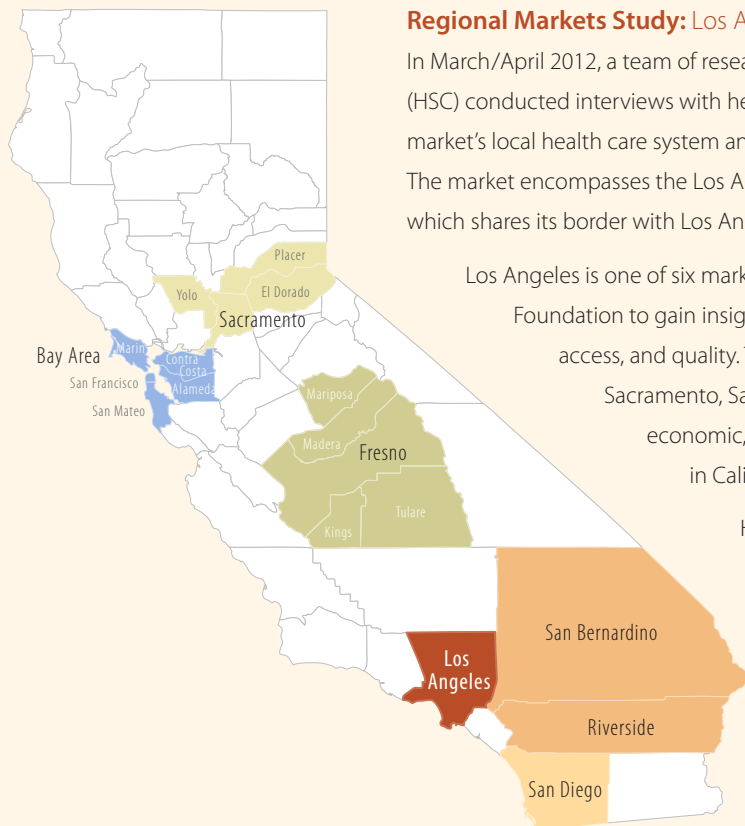 Regional Markets Study: Los A
In March/April 2012, a team of resea
(HSC) conducted interviews with he
market's local health care system an
The market encompasses the Los A
which shares its border with Los An
Los Angeles is one of six mark
Foundation to gain insig
access, and quality. T
Sacramento, Sa
economic,
in Cali
H
Placer
Yolo
El Dorado
Sacramento
Bay Area
Marin
Contra
Costa
San Francisco
Alameda
San Mateo
Mariposa
Madera
Fresno
Tulare
Kings
San Bernardino
Los
Angeles
Riverside
San Diego